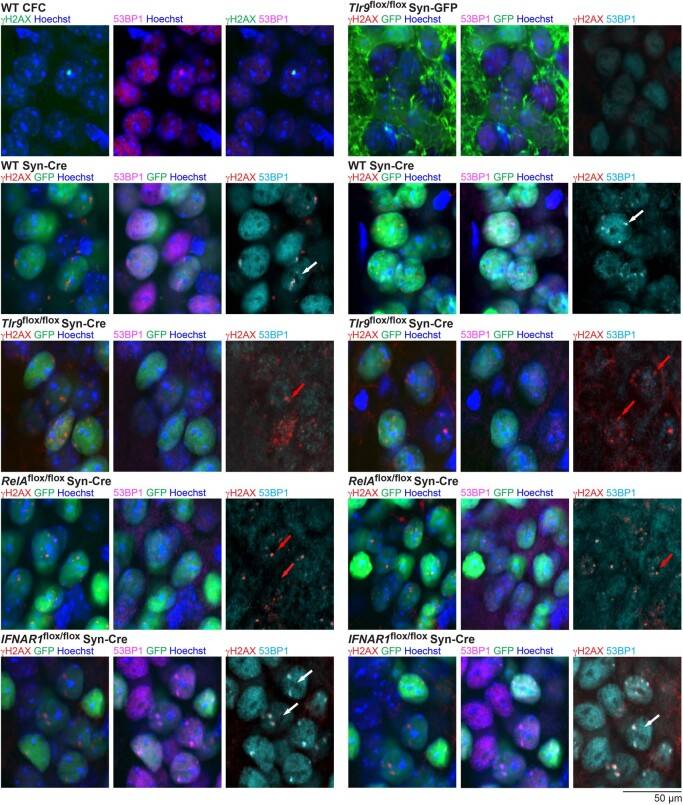 WT CFC
γH2AX Hoechst 53BP1 Hoechst γH2AX 53BP1
Tlr9flox/flox Syn-GFP
γH2AX GFP Hoechst 53BP1 GFP Hoechst γH2AX 53BP1
WT Syn-Cre
γH2AX GFP Hoechst 53BP1 GFP Hoechst γH2AX 53BP1
WT Syn-Cre
γH2AX GFP Hoechst 53BP1 GFP Hoechst γH2AX 53BP1
Tlr9flox/flox Syn-Cre
γH2AX GFP Hoechst 53BP1 GFP Hoechst γH2AX 53BP1
Tlr9flox/flox Syn-Cre
γH2AX GFP Hoechst 53BP1 GFP Hoechst γH2AX 53BP1
RelAflox/flox Syn-Cre
γH2AX GFP Hoechst 53BP1 GFP Hoechst γH2AX 53BP1
RelAflox/flox Syn-Cre
γH2AX GFP Hoechst 53BP1 GFP Hoechst γH2AX 53BP1
IFNAR1flox/flox Syn-Cre
γH2AX GFP Hoechst 53BP1 GFP Hoechst γH2AX 53BP1
IFNAR1flox/flox Syn-Cre
γH2AX GFP Hoechst 53BP1 GFP Hoechst γH2AX 53BP1
50 µm